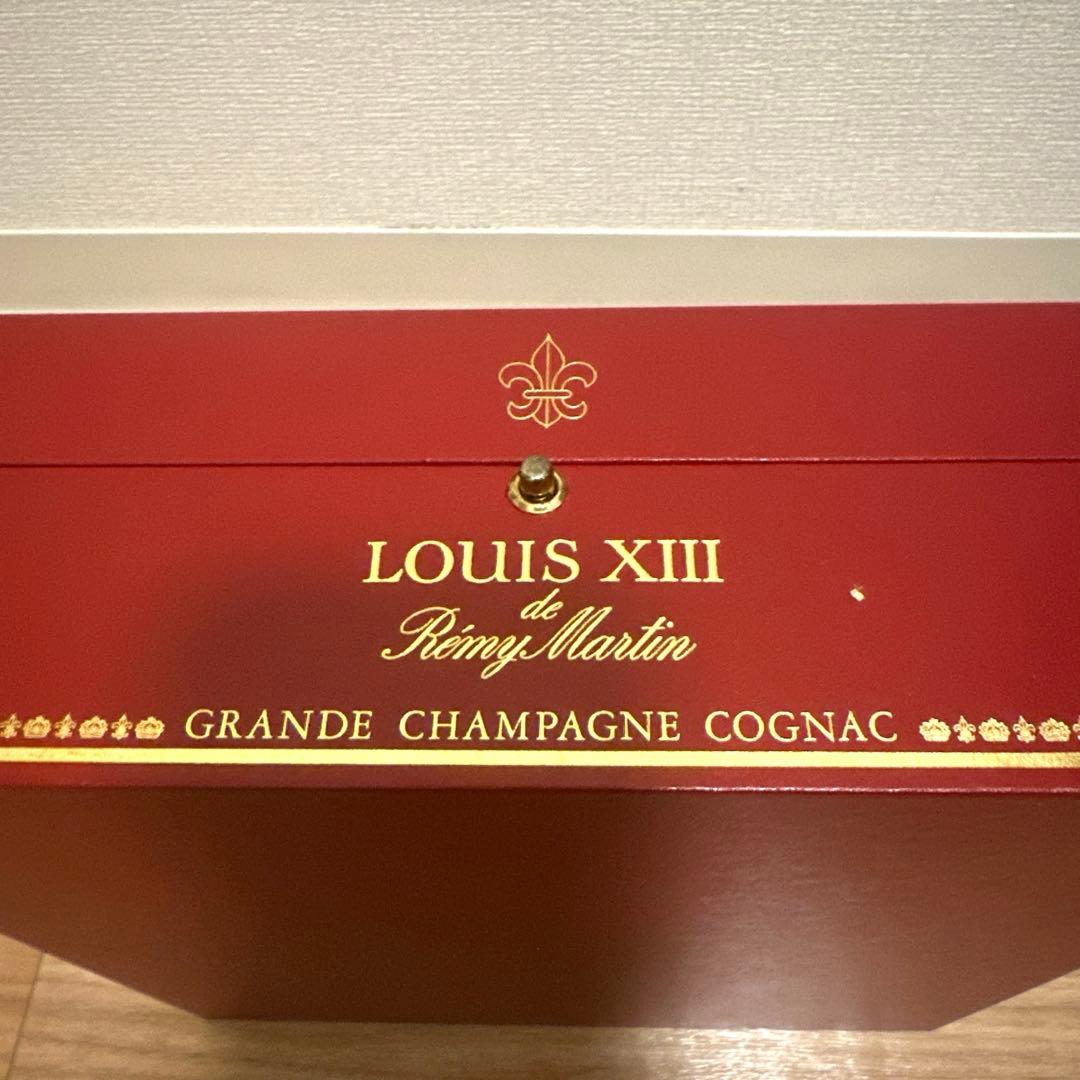 LOUIS XIII
de
Rémy Martin
GRANDE CHAMPAGNE COGNAC